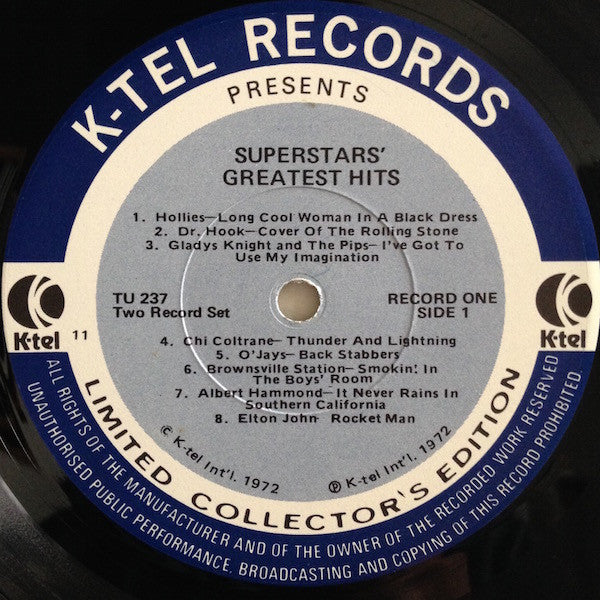 K-TEL RECORDS
PRESENTS
SUPERSTARS'
GREATEST HITS
1. Hollies—Long Cool Woman In A Black Dress
2. Dr. Hook—Cover Of The Rolling Stone
3. Gladys Knight and The Pips—I've Got To
Use My Imagination
TU 237
Two Record Set
RECORD ONE
SIDE 1
K-tel
11
K-tel
4. Chi Coltrane—Thunder And Lightning
5. O'Jays—Back Stabbers
6. Brownsville Station—Smokin! In
The Boys' Room
7. Albert Hammond—It Never Rains In
Southern California
8. Elton John—Rocket Man
© K-tel Int'l. 1972
℗ K-tel Int'l. 1972
LIMITED COLLECTOR'S EDITION
ALL RIGHTS OF THE MANUFACTURER AND OF THE OWNER OF THE RECORDED WORK RESERVED
UNAUTHORISED PUBLIC PERFORMANCE. BROADCASTING AND COPYING OF THIS RECORD PROHIBITED.